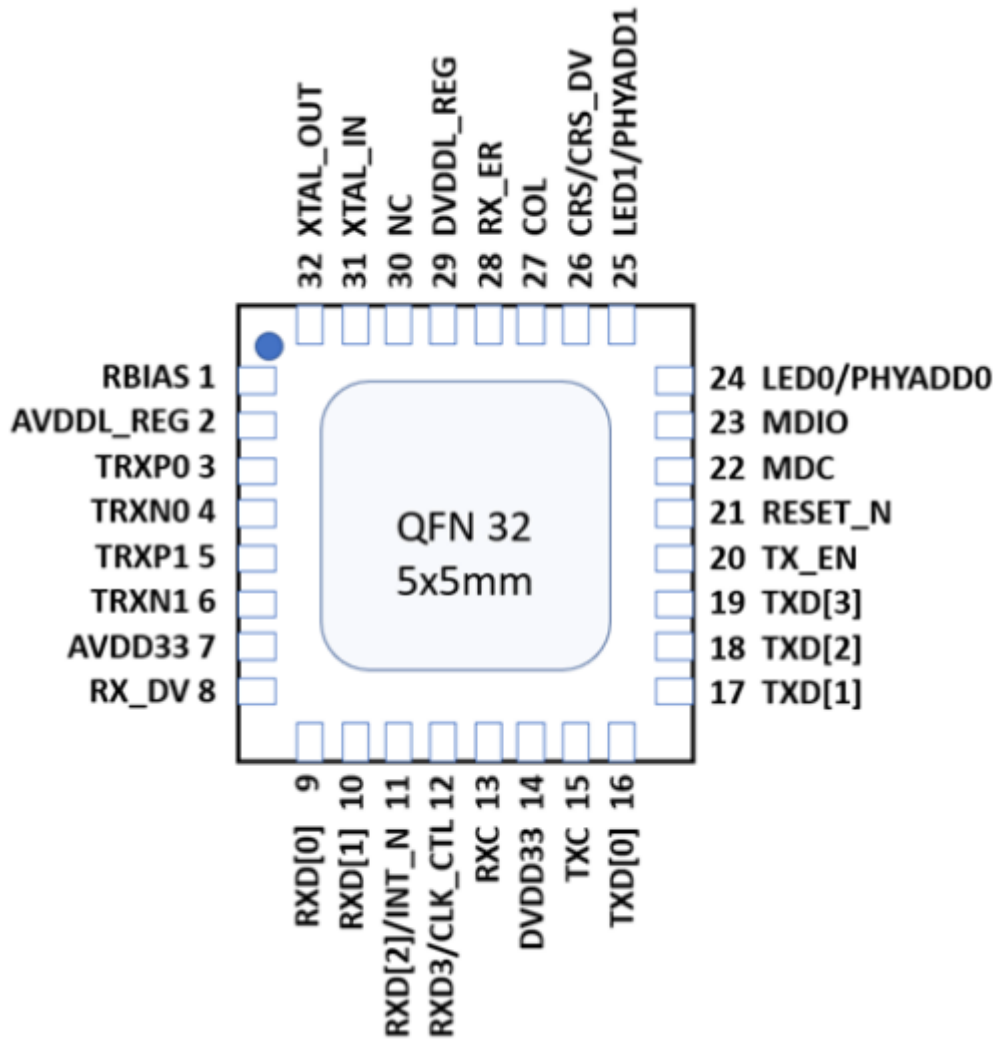 32 XTAL_OUT
31 XTAL_IN
30 NC
29 DVDDL_REG
28 RX_ER
27 COL
26 CRS/CRS_DV
25 LED1/PHYADD1
RBIAS 1
AVDDL_REG 2
TRXP0 3
TRXN0 4
TRXP1 5
TRXN1 6
AVDD33 7
RX_DV 8
QFN 32
5x5mm
24 LED0/PHYADD0
23 MDIO
22 MDC
21 RESET_N
20 TX_EN
19 TXD[3]
18 TXD[2]
17 TXD[1]
RXD[0] 9
RXD[1] 10
RXD[2]/INT_N 11
RXD3/CLK_CTL 12
RXC 13
DVDD33 14
TXC 15
TXD[0] 16